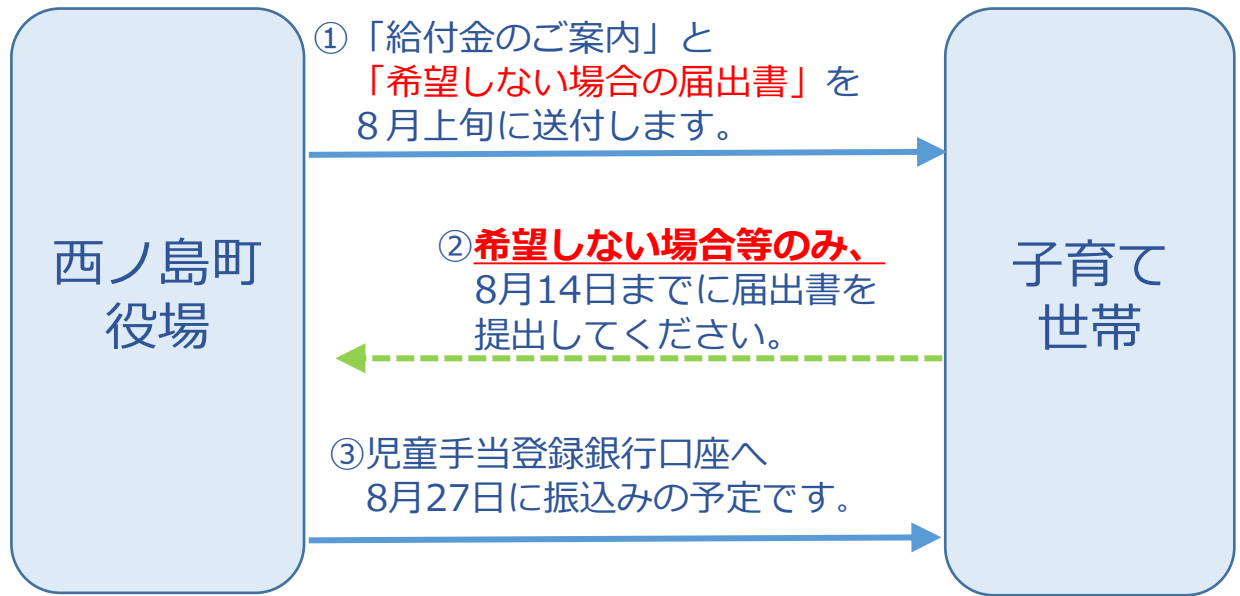 西ノ島町
役場
①「給付金のご案内」と
「希望しない場合の届出書」を
８月上旬に送付します。
②希望しない場合等のみ、
8月14日までに届出書を
提出してください。
③児童手当登録銀行口座へ
8月27日に振込みの予定です。
子育て
世帯